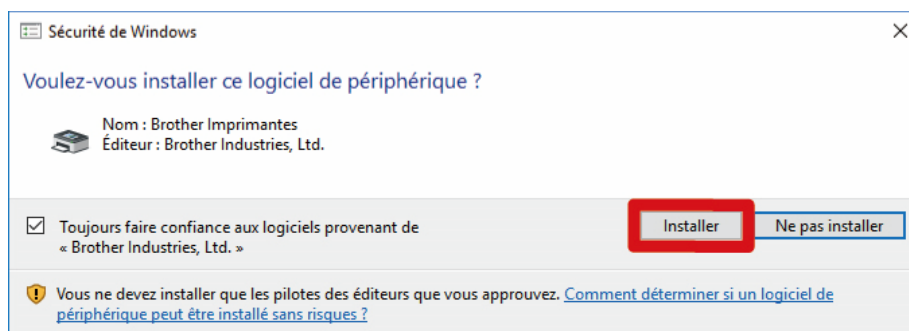 Sécurité de Windows
Voulez-vous installer ce logiciel de périphérique ?
Nom : Brother Imprimantes
Éditeur : Brother Industries, Ltd.
Toujours faire confiance aux logiciels provenant de
« Brother Industries, Ltd. »
Installer
Ne pas installer
Vous ne devez installer que les pilotes des éditeurs que vous approuvez. Comment déterminer si un logiciel de
périphérique peut être installé sans risques ?